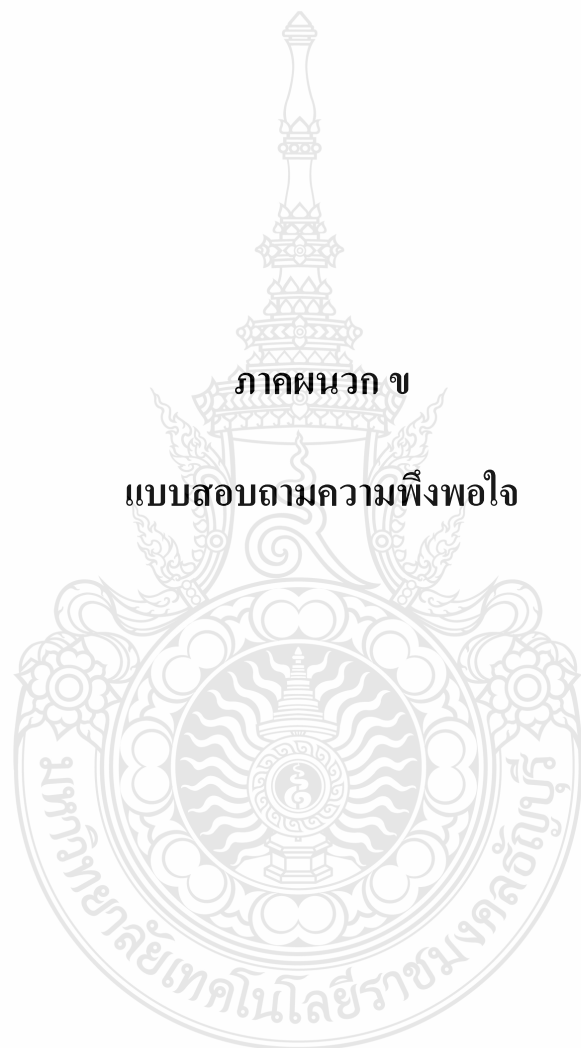 ภาคผนวก ข
แบบสอบถามความพึงพอใจ
มหาวิทยาลัยเทคโนโลยีราชมงคลธัญบุรี